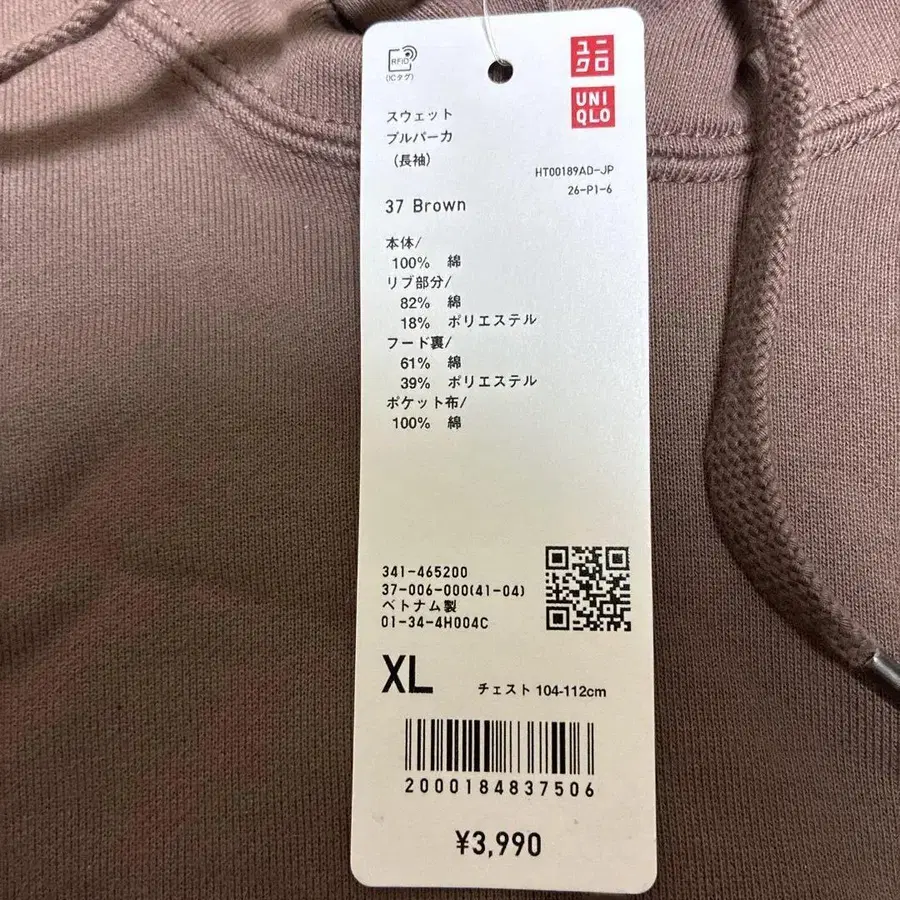 RFID
(ICタグ)
ユニ
クロ
UNI
QLO
スウェット
プルパーカ
(長袖)
HT00189AD-JP
26-P1-6
37 Brown
本体/
100% 綿
リブ部分/
82% 綿
18% ポリエステル
フード裏/
61% 綿
39% ポリエステル
ポケット布/
100% 綿
341-465200
37-006-000(41-04)
ベトナム製
01-34-4H004C
XL チェスト 104-112cm
2000184837506
¥3,990